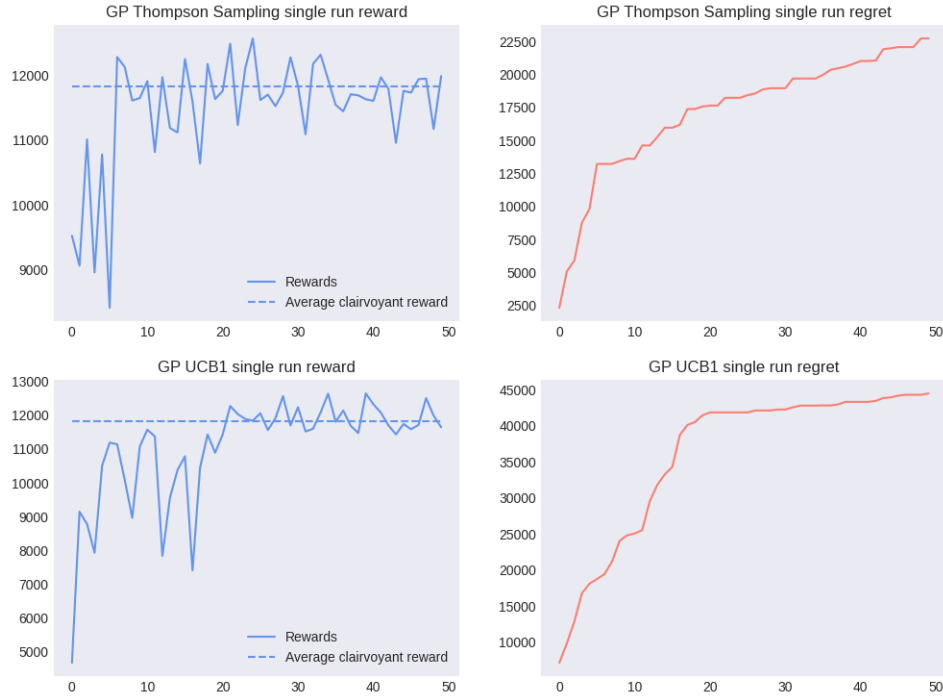 GP Thompson Sampling single run reward
12000
11000
10000
9000
Rewards
Average clairvoyant reward
0 10 20 30 40 50
GP Thompson Sampling single run regret
22500
20000
17500
15000
12500
10000
7500
5000
2500
0 10 20 30 40 50
GP UCB1 single run reward
13000
12000
11000
10000
9000
8000
7000
6000
5000
Rewards
Average clairvoyant reward
0 10 20 30 40 50
GP UCB1 single run regret
45000
40000
35000
30000
25000
20000
15000
10000
0 10 20 30 40 50